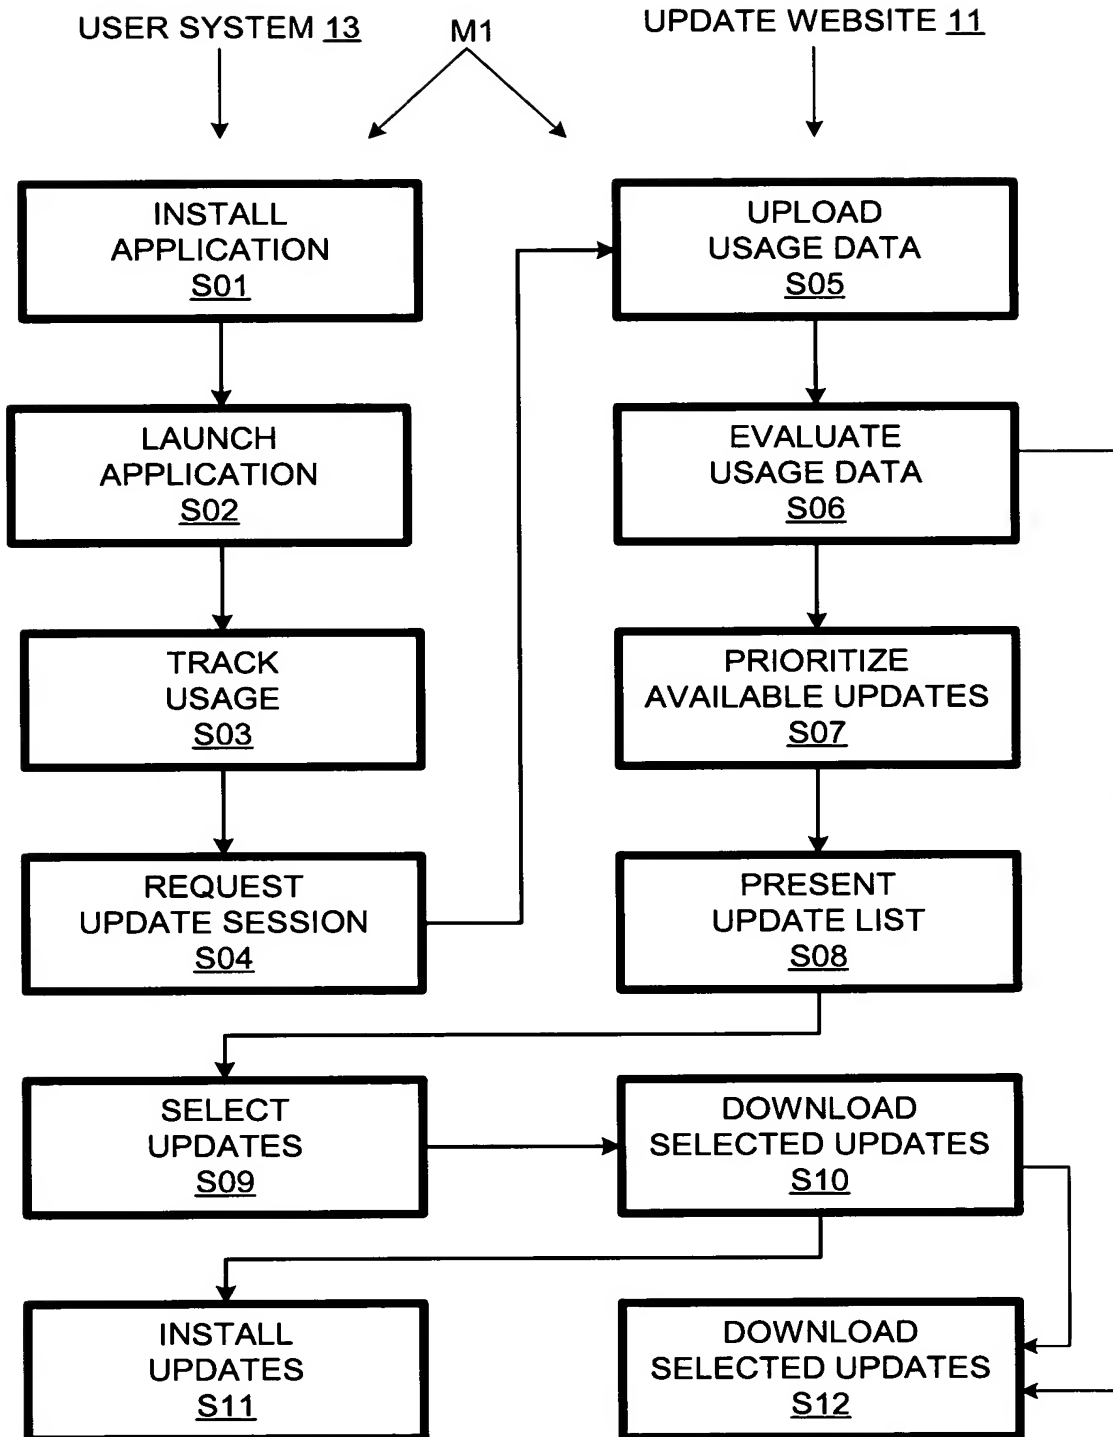 USER SYSTEM 13
M1
UPDATE WEBSITE 11
INSTALL
APPLICATION
S01
LAUNCH
APPLICATION
S02
TRACK
USAGE
S03
REQUEST
UPDATE SESSION
S04
UPLOAD
USAGE DATA
S05
EVALUATE
USAGE DATA
S06
PRIORITIZE
AVAILABLE UPDATES
S07
PRESENT
UPDATE LIST
S08
SELECT
UPDATES
S09
DOWNLOAD
SELECTED UPDATES
S10
INSTALL
UPDATES
S11
DOWNLOAD
SELECTED UPDATES
S12